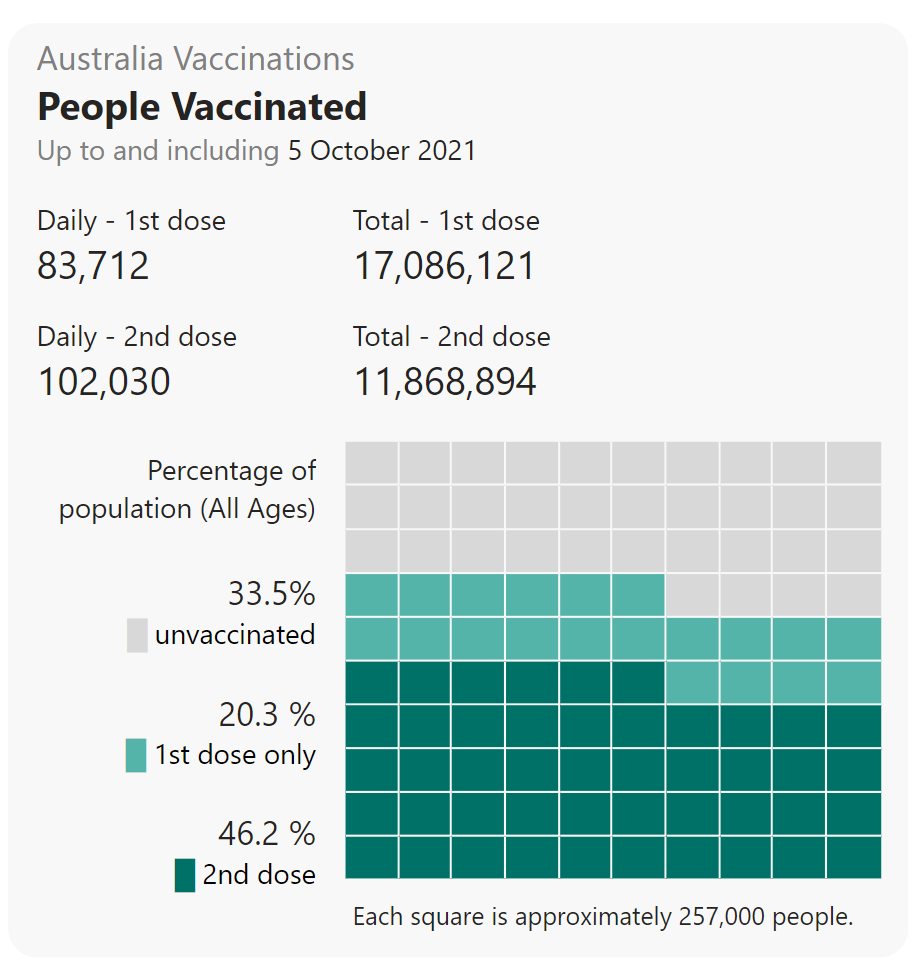 Australia Vaccinations
People Vaccinated
Up to and including 5 October 2021
Daily - 1st dose
83,712
Total - 1st dose
17,086,121
Daily - 2nd dose
102,030
Total - 2nd dose
11,868,894
Percentage of
population (All Ages)
33.5%
unvaccinated
20.3 %
1st dose only
46.2 %
2nd dose
Each square is approximately 257,000 people.